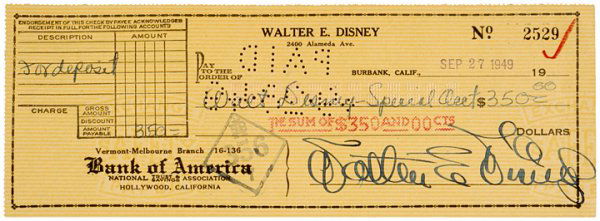 ENDORSEMENT OF THIS CHECK BY PAYEE ACKNOWLEDGES
RECEIPT IN FULL FOR THE FOLLOWING ACCOUNTS
DESCRIPTION AMOUNT
For deposit
CHARGE
GROSS AMOUNT
DISCOUNT
AMOUNT PAYABLE 350=
WALTER E. DISNEY
2400 Alameda Ave.
Nº 2529
PAID
BURBANK, CALIF., SEP 27 1949 19
PAY TO THE ORDER OF Walt Disney - Special Acct $350.00
THE SUM OF $350 AND 00 CTS DOLLARS
Vermont-Melbourne Branch 16-136
Bank of America
NATIONAL TRUST AND SAVINGS ASSOCIATION
HOLLYWOOD, CALIFORNIA
Walter E. Disney